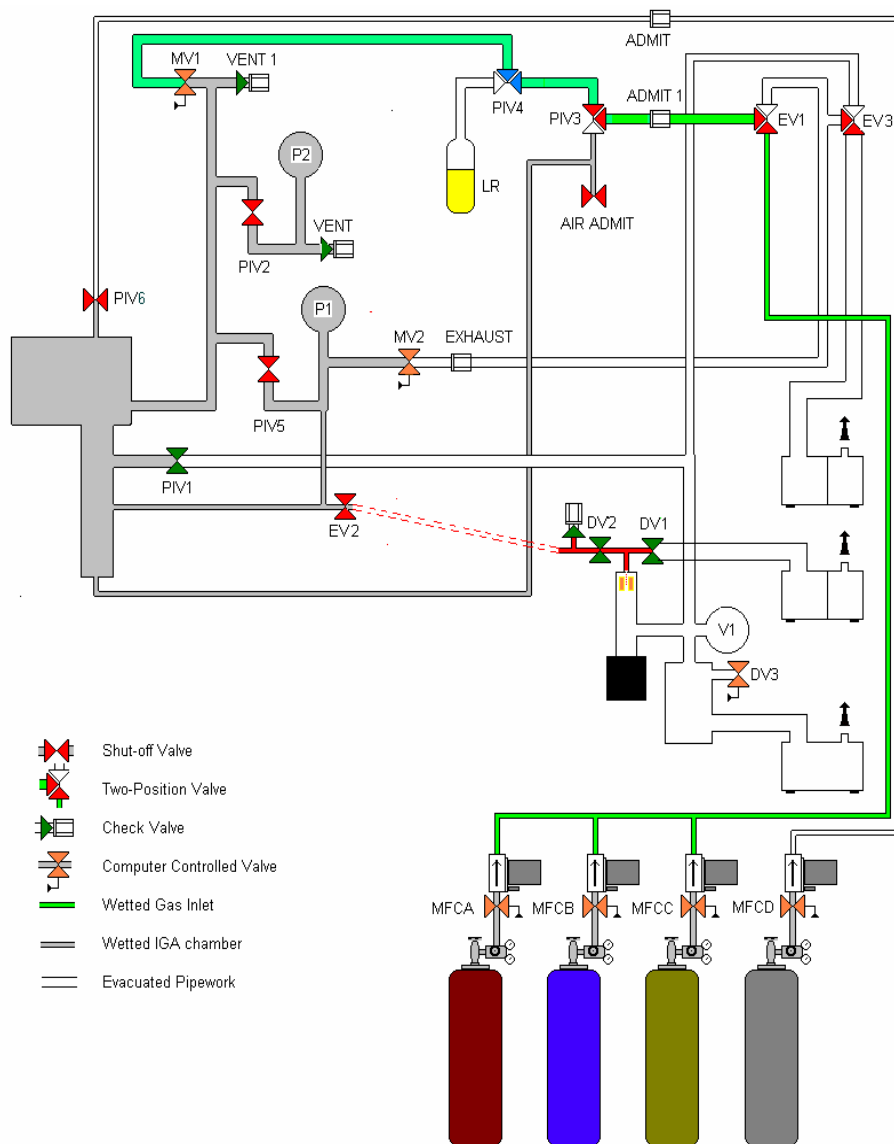 ADMIT
MV1
VENT 1
PIV4
PIV3
ADMIT 1
EV1
EV3
P2
LR
AIR ADMIT
VENT
PIV2
PIV6
P1
MV2
EXHAUST
PIV5
PIV1
EV2
DV2
DV1
V1
DV3
Shut-off Valve
Two-Position Valve
Check Valve
Computer Controlled Valve
Wetted Gas Inlet
Wetted IGA chamber
Evacuated Pipework
MFCA
MFCB
MFCC
MFCD